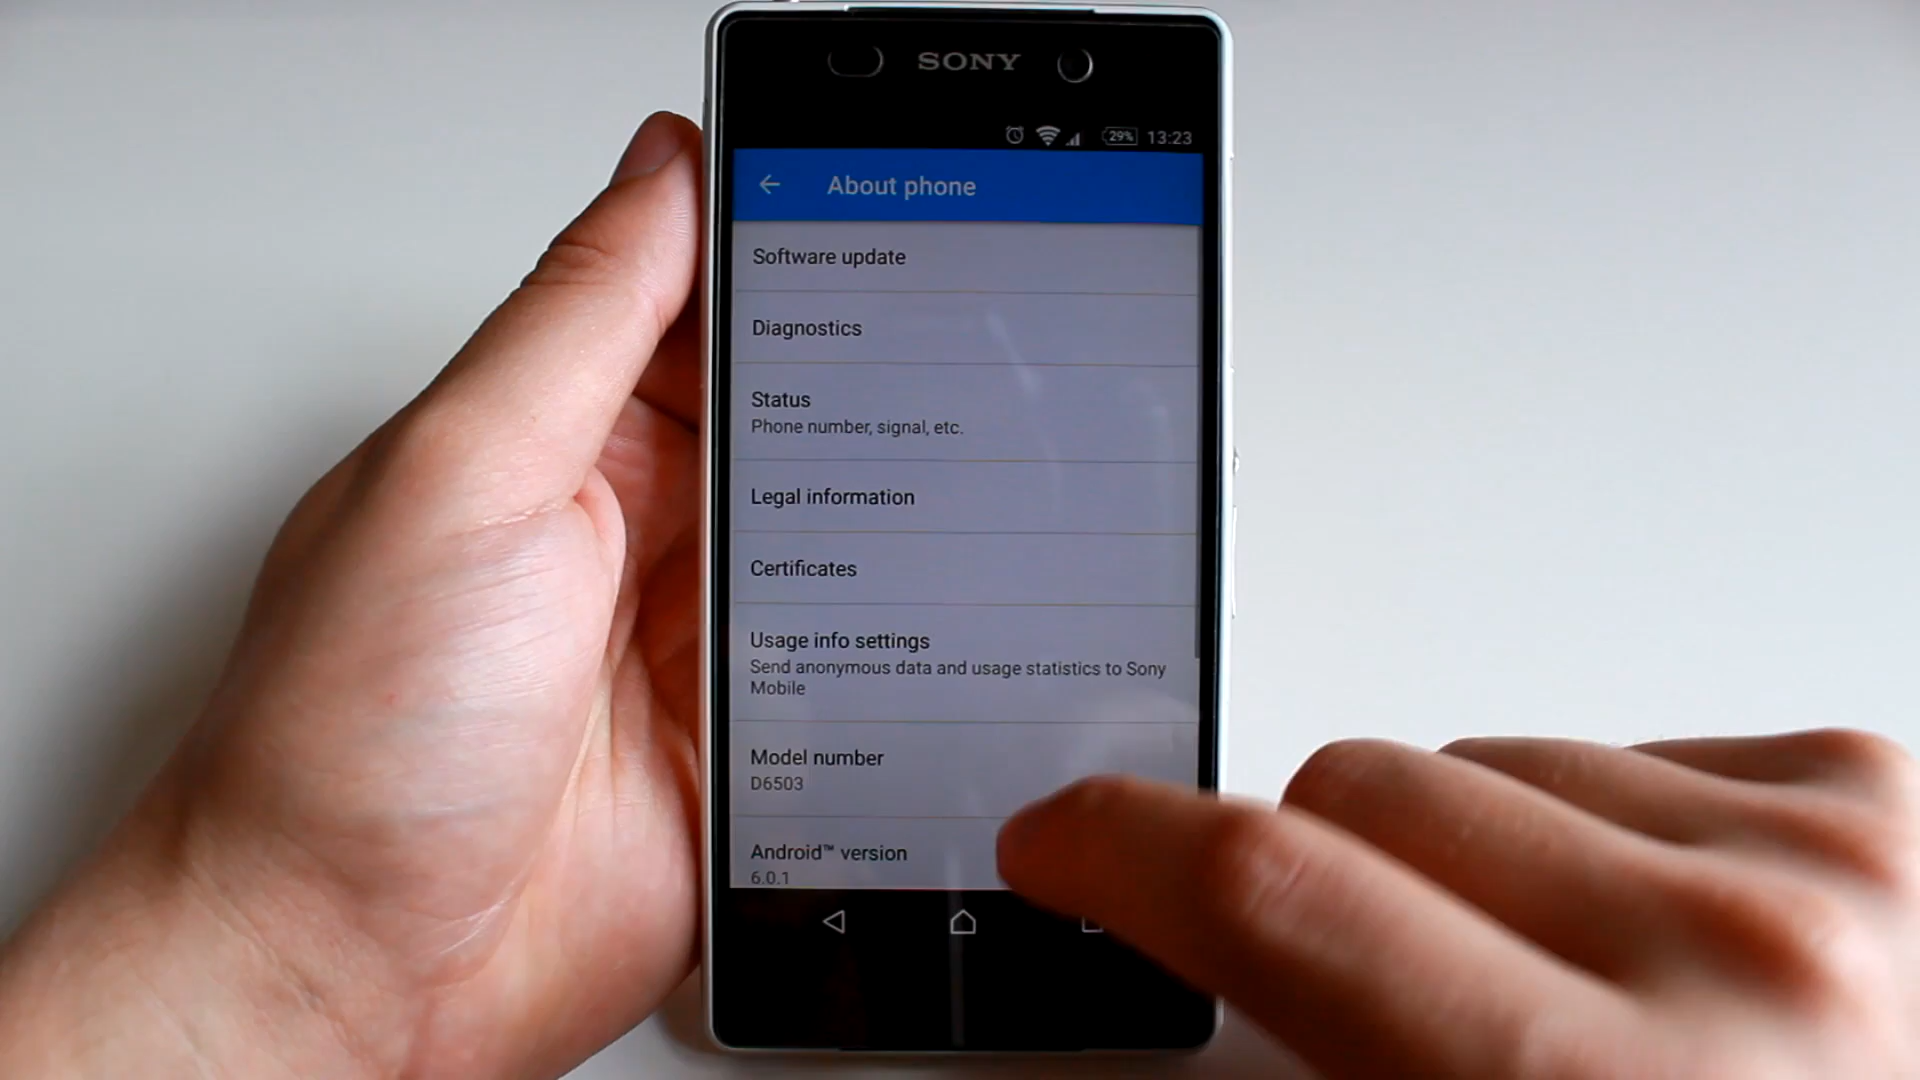 SONY
29% 13:23
About phone
Software update
Diagnostics
Status
Phone number, signal, etc.
Legal information
Certificates
Usage info settings
Send anonymous data and usage statistics to Sony
Mobile
Model number
D6503
Android™ version
6.0.1